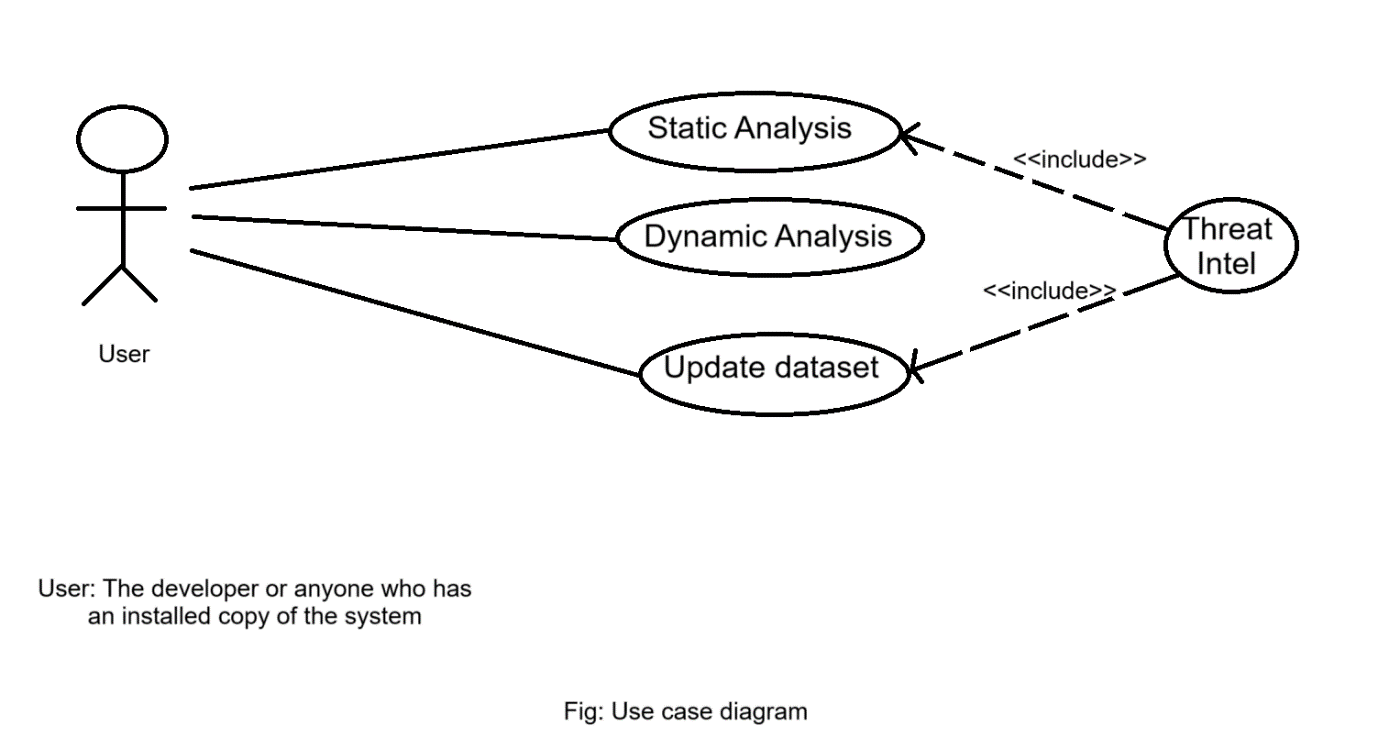 Static Analysis
<<include>>
Dynamic Analysis
Threat
Intel
<<include>>
User
Update dataset
User: The developer or anyone who has
an installed copy of the system
Fig: Use case diagram